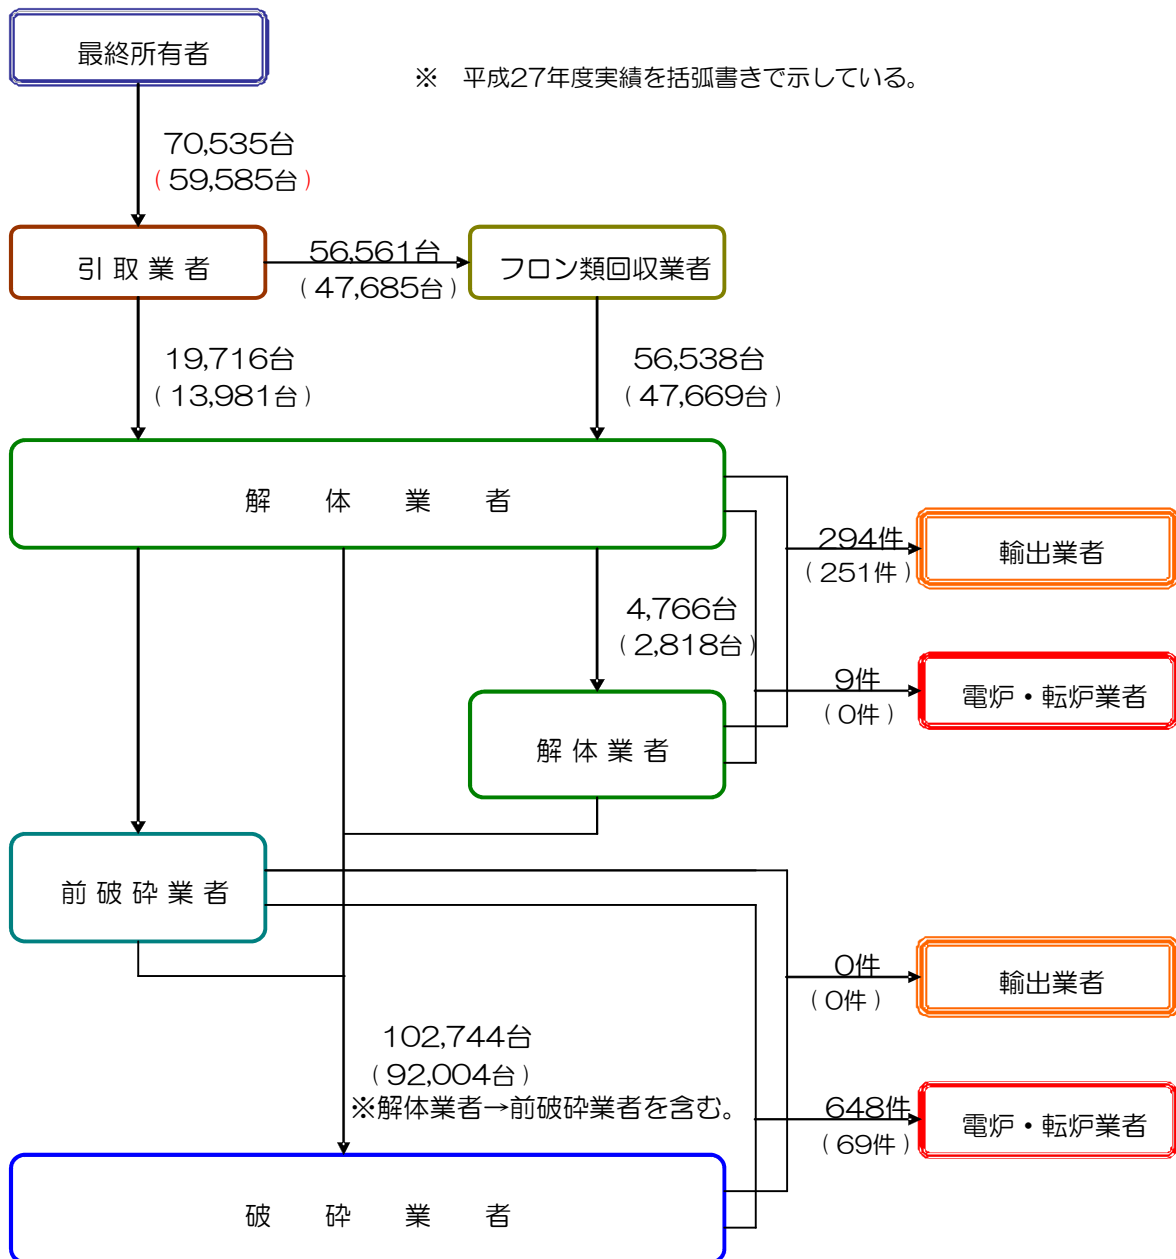 最終所有者
※　平成27年度実績を括弧書きで示している。
70,535台
（59,585台）
引 取 業 者
56,561台
（47,685台）
フロン類回収業者
19,716台
（13,981台）
56,538台
（47,669台）
解　体　業　者
294件
（251件）
輸出業者
4,766台
（2,818台）
9件
（0件）
電炉・転炉業者
解 体 業 者
前 破 砕 業 者
0件
（0件）
輸出業者
102,744台
（92,004台）
※解体業者→前破砕業者を含む。
648件
（69件）
電炉・転炉業者
破　砕　業　者